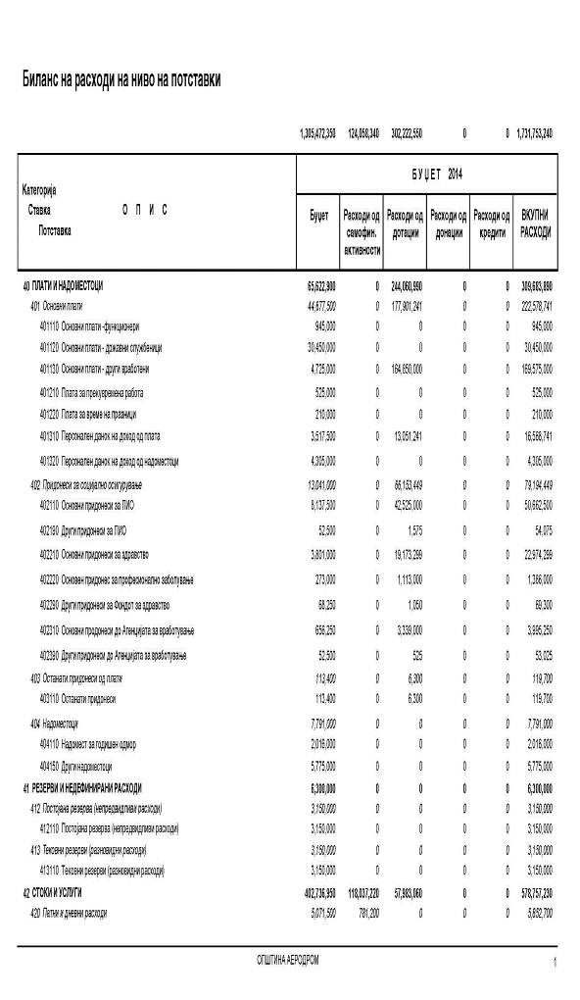 Биланс на расходи на ниво на потставки
1,305,472,350 124,058,340 302,222,550 0 0 1,731,753,240
Категорија
Ставка
Потставка
О П И С
Б У Џ Е Т 2014
Буџет Расходи од самофин. активности Расходи од дотации Расходи од донации Расходи од кредити ВКУПНИ РАСХОДИ
40 ПЛАТИ И НАДОМЕСТОЦИ 65,622,900 0 244,060,990 0 0 309,683,890
401 Основни плати 44,677,500 0 177,901,241 0 0 222,578,741
401110 Основни плати -функционери 945,000 0 0 0 0 945,000
401120 Основни плати - државни службеници 30,450,000 0 0 0 0 30,450,000
401130 Основни плати - други вработени 4,725,000 0 164,850,000 0 0 169,575,000
401210 Плата за прекувремена работа 525,000 0 0 0 0 525,000
401220 Плата за време на празници 210,000 0 0 0 0 210,000
401310 Персонален данок на доход од плата 3,517,500 0 13,051,241 0 0 16,568,741
401320 Персонален данок на доход од надоместоци 4,305,000 0 0 0 0 4,305,000
402 Придонеси за социјално осигурување 13,041,000 0 66,153,449 0 0 79,194,449
402110 Основни придонеси за ПИО 8,137,500 0 42,525,000 0 0 50,662,500
402190 Други придонеси за ПИО 52,500 0 1,575 0 0 54,075
402210 Основни придонеси за здравство 3,801,000 0 19,173,299 0 0 22,974,299
402220 Основен придонес за професионално заболување 273,000 0 1,113,000 0 0 1,386,000
402290 Други придонеси за Фондот за здравство 68,250 0 1,050 0 0 69,300
402310 Основни продонеси до Агенцијата за вработување 656,250 0 3,339,000 0 0 3,995,250
402390 Други придонеси до Агенцијата за вработување 52,500 0 525 0 0 53,025
403 Останати придонеси од плати 113,400 0 6,300 0 0 119,700
403110 Останати придонеси 113,400 0 6,300 0 0 119,700
404 Надоместоци 7,791,000 0 0 0 0 7,791,000
404110 Надомест за годишен одмор 2,016,000 0 0 0 0 2,016,000
404150 Други надоместоци 5,775,000 0 0 0 0 5,775,000
41 РЕЗЕРВИ И НЕДЕФИНИРАНИ РАСХОДИ 6,300,000 0 0 0 0 6,300,000
412 Постојана резерва (непредвидливи расходи) 3,150,000 0 0 0 0 3,150,000
412110 Постојана резерва (непредвидливи расходи) 3,150,000 0 0 0 0 3,150,000
413 Тековни резерви (разновидни расходи) 3,150,000 0 0 0 0 3,150,000
413110 Тековни резерви (разновидни расходи) 3,150,000 0 0 0 0 3,150,000
42 СТОКИ И УСЛУГИ 402,736,950 118,037,220 57,983,060 0 0 578,757,230
420 Патни и дневни расходи 5,071,500 781,200 0 0 0 5,852,700
ОПШТИНА АЕРОДРОМ 1